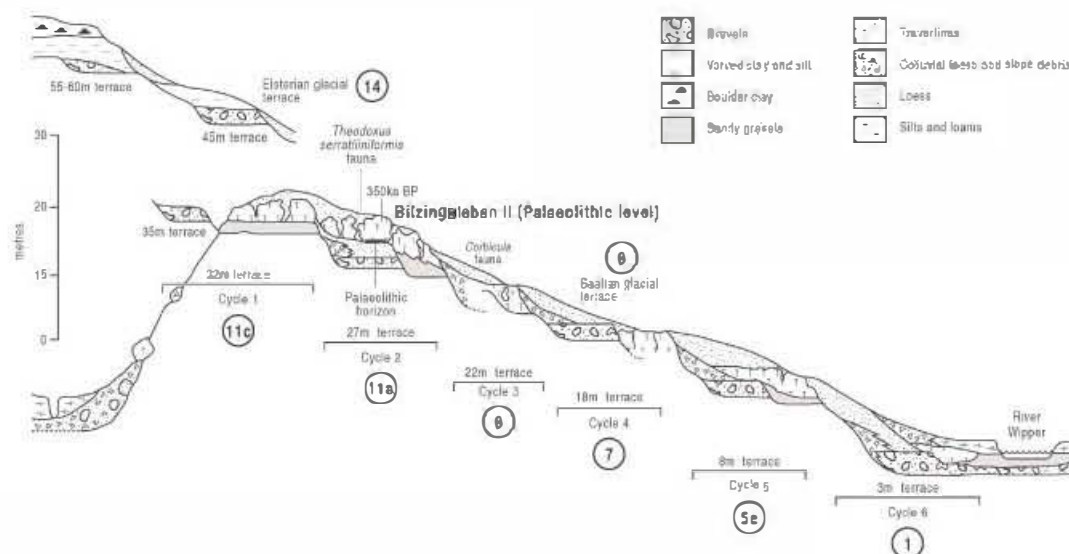 55-60m terrace
Elsterian glacial
terrace
14
45m terrace
Theodoxus
serratiliniformis
fauna
350ka BP
Bilzingsleben II (Palaeolithic level)
Gravels
Varved clay and silt
Boulder clay
Sandy gravels
Travertines
Colluvial loess and slope debris
Loess
Silts and loams
metres
30
20
15
0
35m terrace
32m terrace
Cycle 1
11c
Palaeolithic
horizon
27m terrace
Cycle 2
11a
Corbicula
fauna
22m terrace
Cycle 3
Saalian glacial
terrace
18m terrace
Cycle 4
7
8m terrace
Cycle 5
5e
River
Wipper
3m terrace
Cycle 6
1